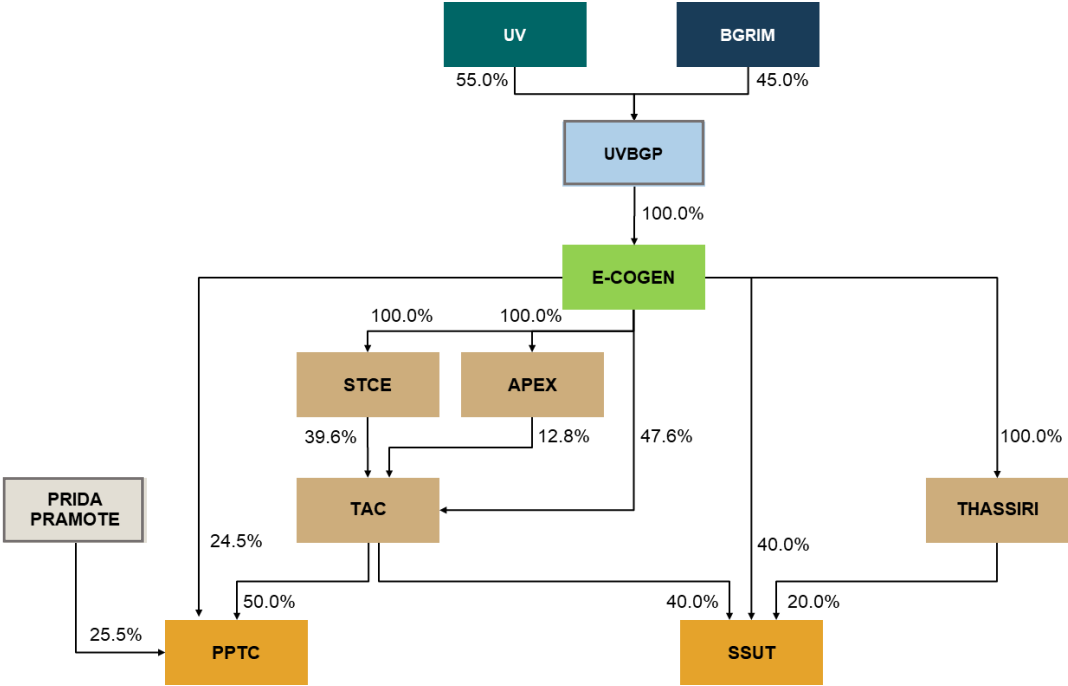 UV
BGRIM
55.0%
45.0%
UVBGP
100.0%
E-COGEN
100.0%
100.0%
STCE
APEX
39.6%
12.8%
47.6%
100.0%
PRIDA
PRAMOTE
TAC
THASSIRI
24.5%
40.0%
50.0%
40.0%
20.0%
25.5%
PPTC
SSUT